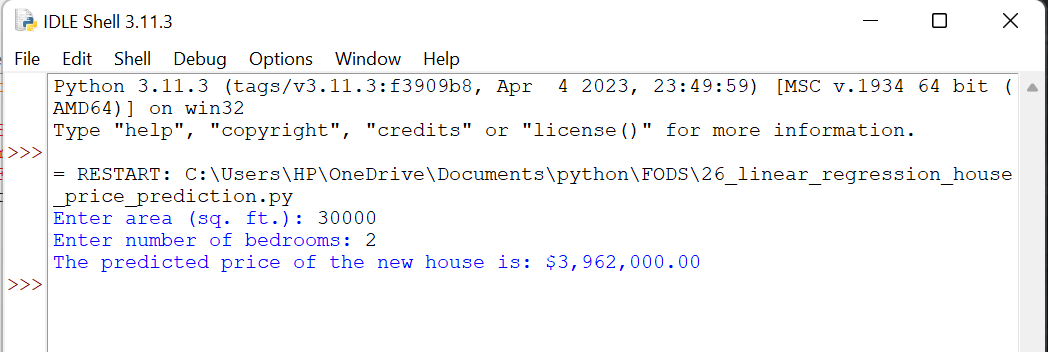 IDLE Shell 3.11.3
File Edit Shell Debug Options Window Help
Python 3.11.3 (tags/v3.11.3:f3909b8, Apr  4 2023, 23:49:59) [MSC v.1934 64 bit (
AMD64)] on win32
Type "help", "copyright", "credits" or "license()" for more information.
>>>
= RESTART: C:\Users\HP\OneDrive\Documents\python\FODS\26_linear_regression_house
_price_prediction.py
Enter area (sq. ft.): 30000
Enter number of bedrooms: 2
The predicted price of the new house is: $3,962,000.00
>>>